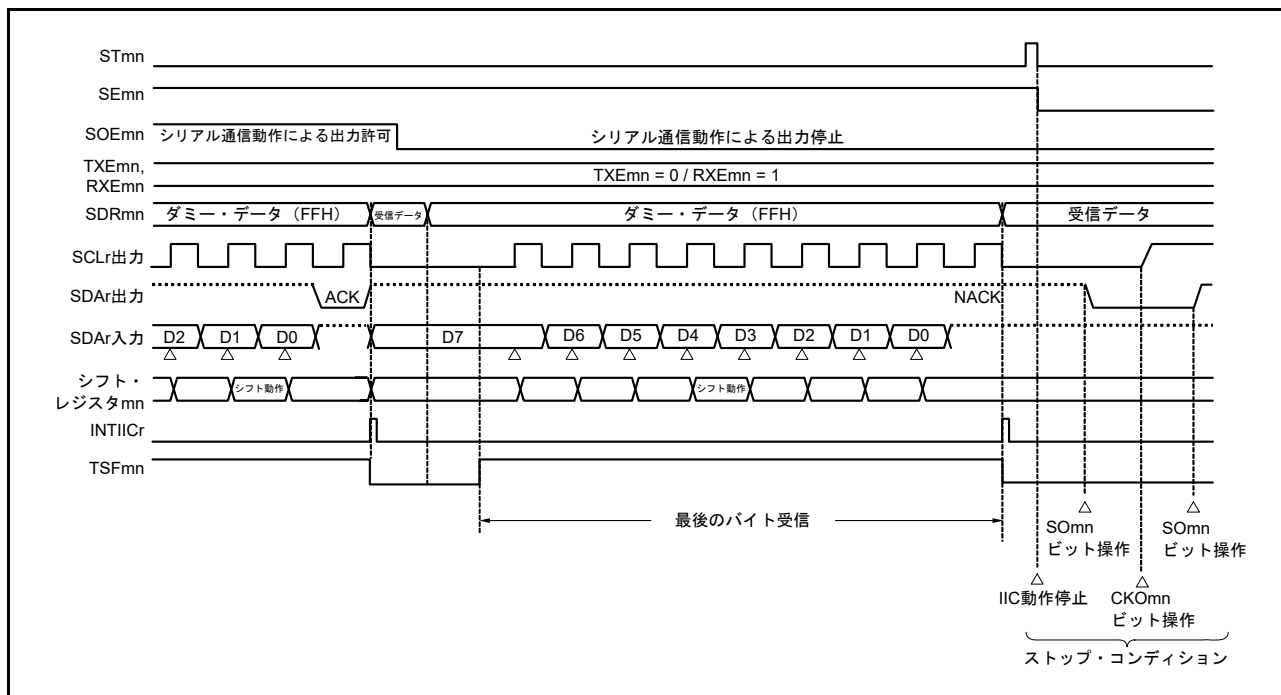 STmn
SEmn
SOEmn シリアル通信動作による出力許可 シリアル通信動作による出力停止
TXEmn,
RXEmn TXEmn = 0 / RXEmn = 1
SDRmn ダミー・データ（FFH） 受信データ ダミー・データ（FFH） 受信データ
SCLr出力
SDAr出力 ACK NACK
SDAr入力 D2 D1 D0 D7 D6 D5 D4 D3 D2 D1 D0
シフト・
レジスタmn シフト動作 シフト動作
INTIICr
TSFmn
最後のバイト受信
SOmn
ビット操作
SOmn
ビット操作
IIC動作停止
CKOmn
ビット操作
ストップ・コンディション